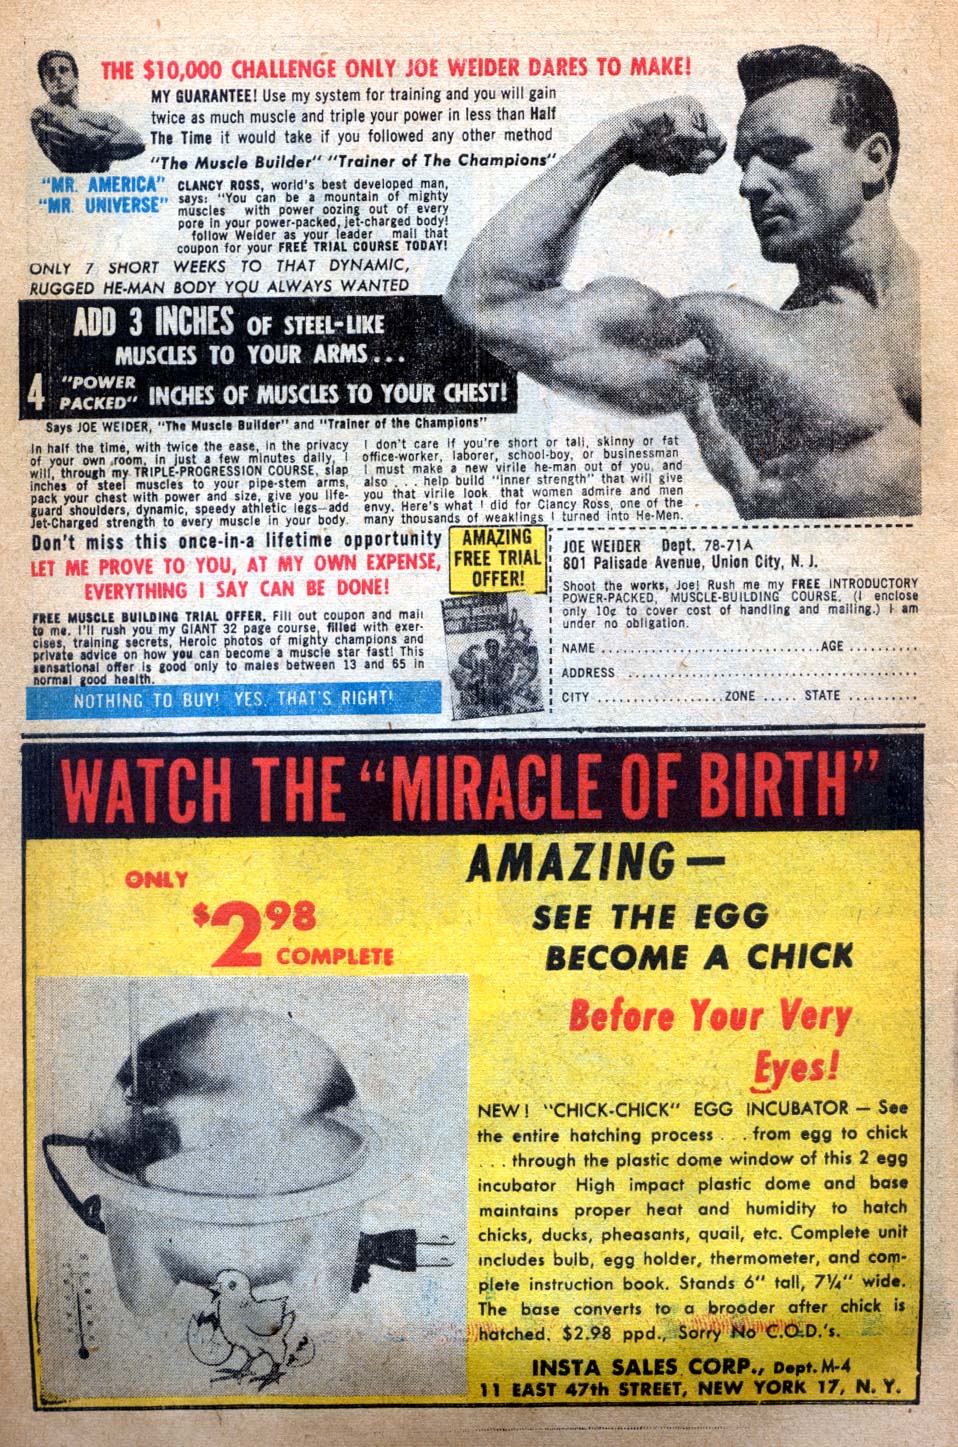 THE $10,000 CHALLENGE ONLY JOE WEIDER DARES TO MAKE!
MY GUARANTEE! Use my system for training and you will gain
twice as much muscle and triple your power in less than Half
The Time it would take if you followed any other method
"The Muscle Builder" "Trainer of The Champions"
"MR. AMERICA"
"MR. UNIVERSE"
CLANCY ROSS, world's best developed man,
says: "You can be a mountain of mighty
muscles with power oozing out of every
pore in your power-packed, jet-charged body!
follow Weider as your leader mail that
coupon for your FREE TRIAL COURSE TODAY!
ONLY 7 SHORT WEEKS TO THAT DYNAMIC,
RUGGED HE-MAN BODY YOU ALWAYS WANTED
ADD 3 INCHES OF STEEL-LIKE
MUSCLES TO YOUR ARMS...
4 "POWER PACKED" INCHES OF MUSCLES TO YOUR CHEST!
Says JOE WEIDER, "The Muscle Builder" and "Trainer of the Champions"
In half the time, with twice the ease, in the privacy
of your own room, in just a few minutes daily, I
will, through my TRIPLE-PROGRESSION COURSE, slap
inches of steel muscles to your pipe-stem arms,
pack your chest with power and size, give you life-
guard shoulders, dynamic, speedy athletic legs—add
Jet-Charged strength to every muscle in your body.
I don't care if you're short or tall, skinny or fat
office-worker, laborer, school-boy, or businessman
I must make a new virile he-man out of you, and
also . . . help build "inner strength" that will give
you that virile look that women admire and men
envy. Here's what I did for Clancy Ross, one of the
many thousands of weaklings I turned into He-Men.
Don't miss this once-in-a lifetime opportunity
LET ME PROVE TO YOU, AT MY OWN EXPENSE,
EVERYTHING I SAY CAN BE DONE!
FREE MUSCLE BUILDING TRIAL OFFER. Fill out coupon and mail
to me. I'll rush you my GIANT 32 page course, filled with exer-
cises, training secrets, Heroic photos of mighty champions and
private advice on how you can become a muscle star fast! This
sensational offer is good only to males between 13 and 65 in
normal good health.
NOTHING TO BUY! YES, THAT'S RIGHT!
AMAZING
FREE TRIAL
OFFER!
JOE WEIDER Dept. 78-71A
801 Palisade Avenue, Union City, N. J.
Shoot the works, Joe! Rush me my FREE INTRODUCTORY
POWER-PACKED, MUSCLE-BUILDING COURSE. (I enclose
only 10¢ to cover cost of handling and mailing.) I am
under no obligation.
NAME ............................AGE ..........
ADDRESS ......................................
CITY .................ZONE ..... STATE ..........
WATCH THE "MIRACLE OF BIRTH"
ONLY
$2.98
COMPLETE
AMAZING—
SEE THE EGG
BECOME A CHICK
Before Your Very
Eyes!
NEW! "CHICK-CHICK" EGG INCUBATOR — See
the entire hatching process . . . from egg to chick
. . . through the plastic dome window of this 2 egg
incubator High impact plastic dome and base
maintains proper heat and humidity to hatch
chicks, ducks, pheasants, quail, etc. Complete unit
includes bulb, egg holder, thermometer, and com-
plete instruction book. Stands 6" tall, 7¼" wide.
The base converts to a brooder after chick is
hatched. $2.98 ppd., Sorry No C.O.D.'s.
INSTA SALES CORP., Dept. M-4
11 EAST 47th STREET, NEW YORK 17, N. Y.